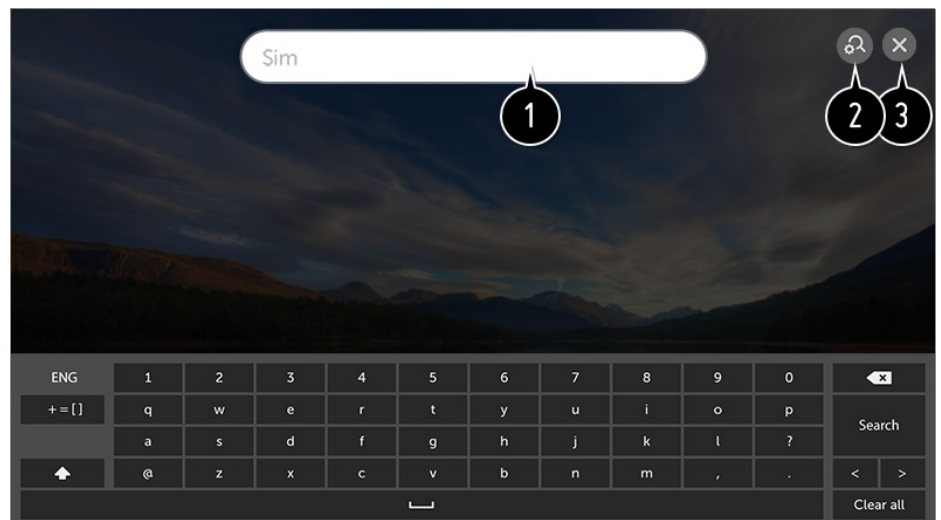 Sim
1 2 3
ENG 1 2 3 4 5 6 7 8 9 0
+=[] q w e r t y u i o p
Search
a s d f g h j k l ?
@ z x c v b n m , . < >
Clear all